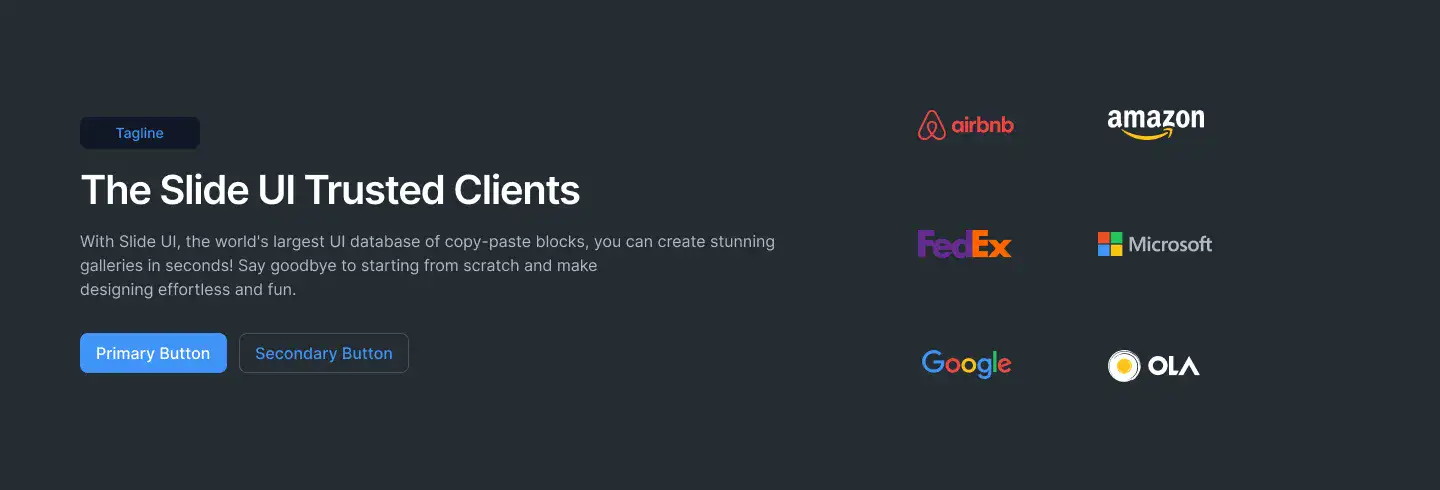 Tagline
The Slide UI Trusted Clients
With Slide UI, the world's largest UI database of copy-paste blocks, you can create stunning
galleries in seconds! Say goodbye to starting from scratch and make
designing effortless and fun.
Primary Button
Secondary Button
airbnb
amazon
FedEx
Microsoft
Google
OLA